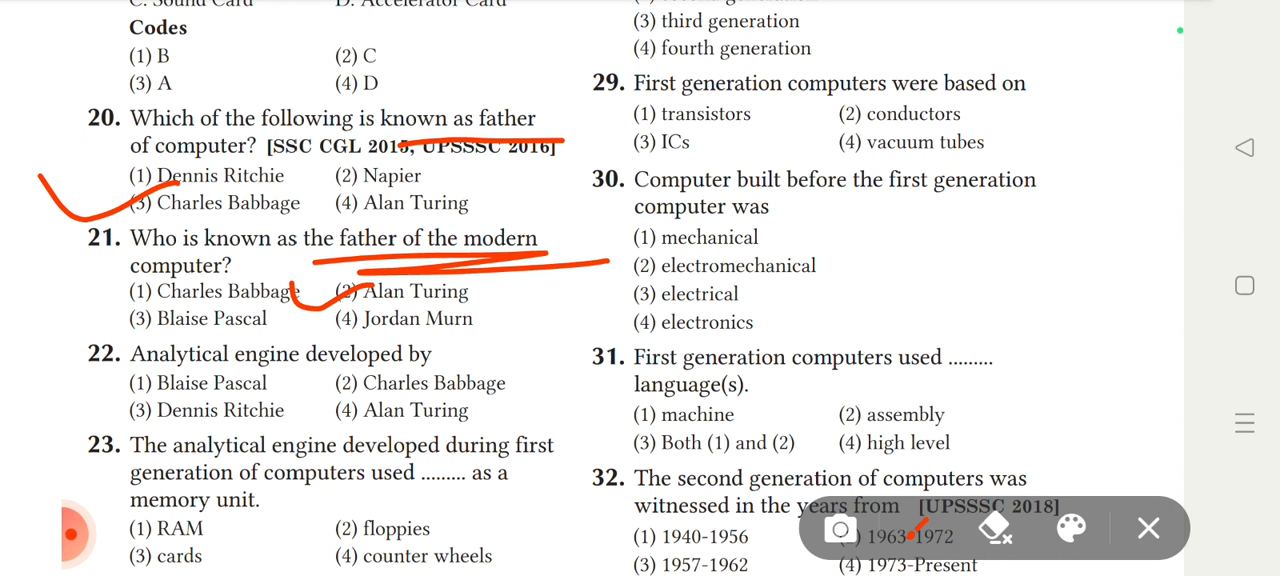 C. Sound Card D. Accelerator Card
Codes
(1) B (2) C
(3) A (4) D
20. Which of the following is known as father
of computer? [SSC CGL 2015, UPSSSC 2016]
(1) Dennis Ritchie (2) Napier
(3) Charles Babbage (4) Alan Turing
21. Who is known as the father of the modern
computer?
(1) Charles Babbage (2) Alan Turing
(3) Blaise Pascal (4) Jordan Murn
22. Analytical engine developed by
(1) Blaise Pascal (2) Charles Babbage
(3) Dennis Ritchie (4) Alan Turing
23. The analytical engine developed during first
generation of computers used ......... as a
memory unit.
(1) RAM (2) floppies
(3) cards (4) counter wheels
(3) third generation
(4) fourth generation
29. First generation computers were based on
(1) transistors (2) conductors
(3) ICs (4) vacuum tubes
30. Computer built before the first generation
computer was
(1) mechanical
(2) electromechanical
(3) electrical
(4) electronics
31. First generation computers used .........
language(s).
(1) machine (2) assembly
(3) Both (1) and (2) (4) high level
32. The second generation of computers was
witnessed in the years from [UPSSSC 2018]
(1) 1940-1956 1963-1972
(3) 1957-1962 (4) 1973-Present